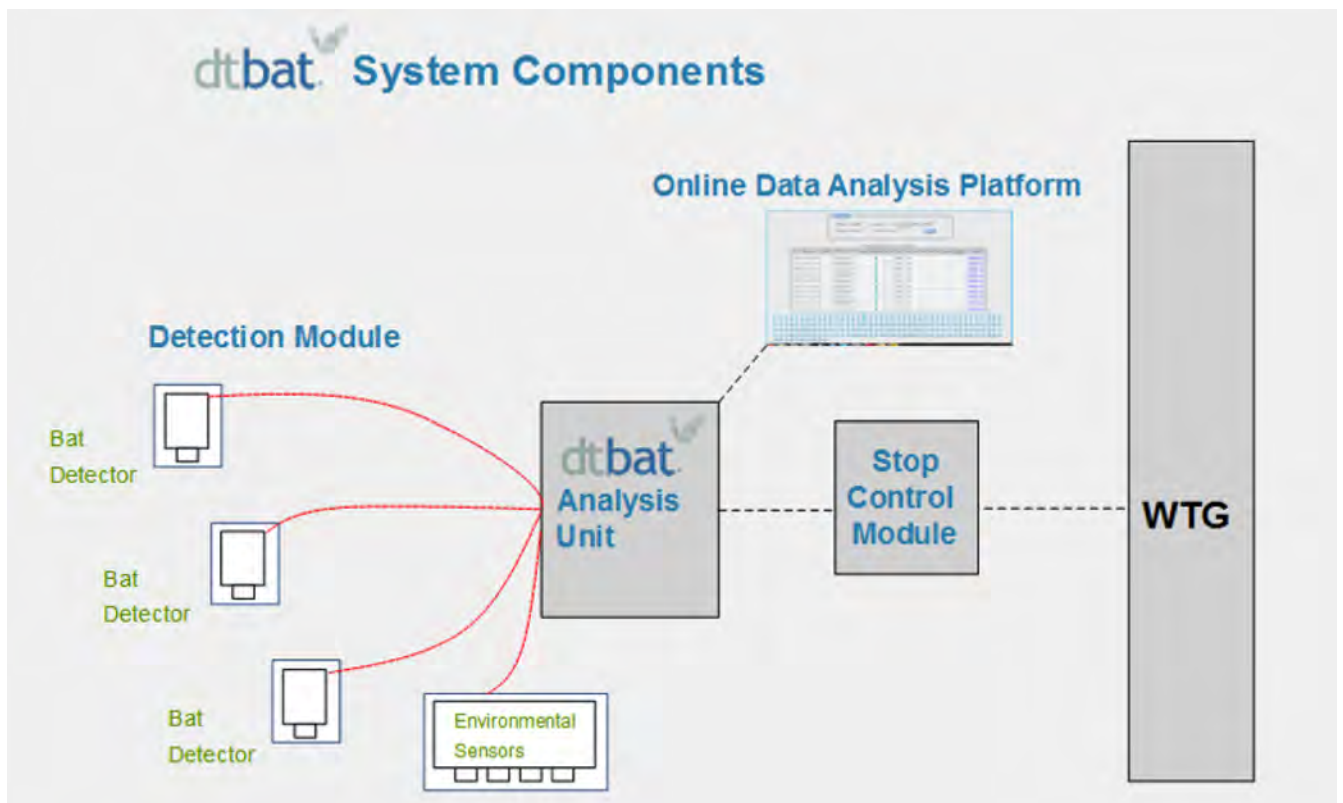 dtbat. System Components
Online Data Analysis Platform
Detection Module
Bat
Detector
dtbat.
Analysis
Unit
Stop
Control
Module
WTG
Bat
Detector
Bat
Detector
Environmental
Sensors